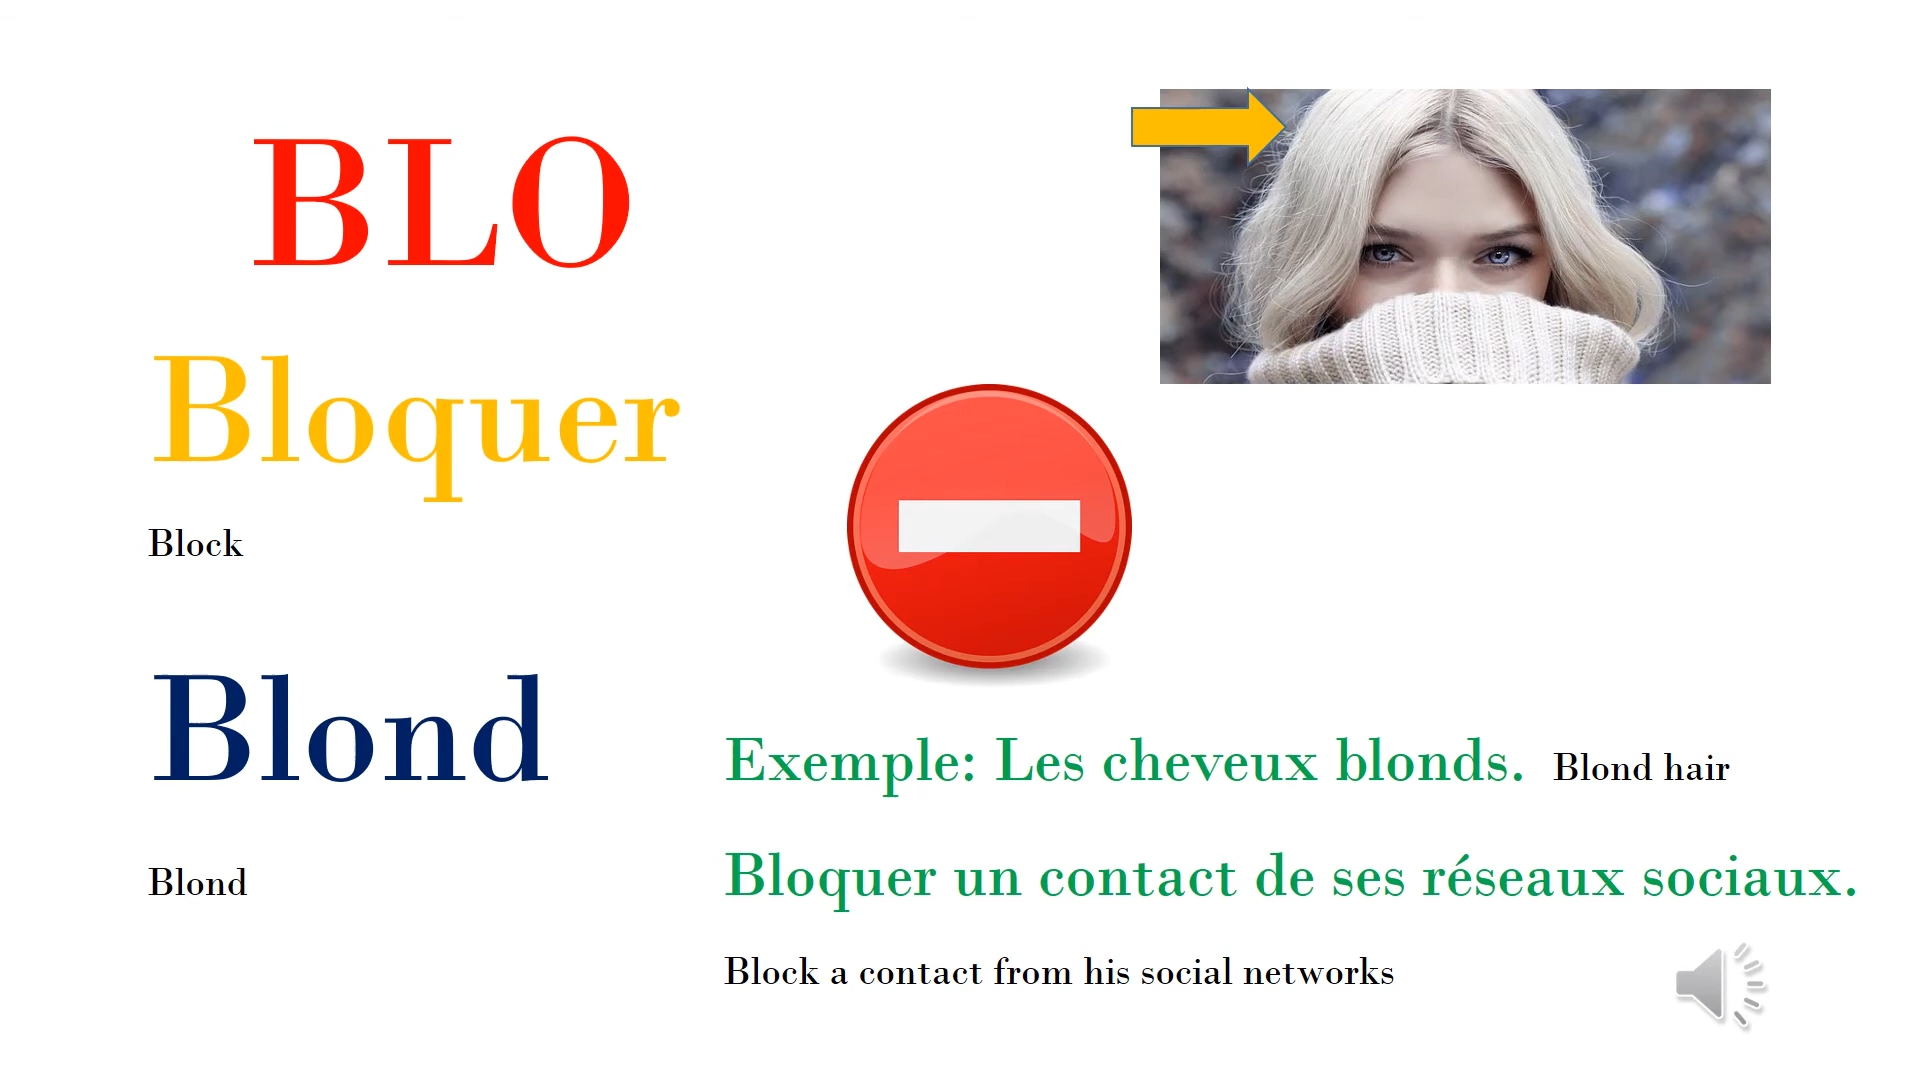 BLO
Bloquer
Block
Blond
Blond
Exemple: Les cheveux blonds. Blond hair
Bloquer un contact de ses réseaux sociaux.
Block a contact from his social networks